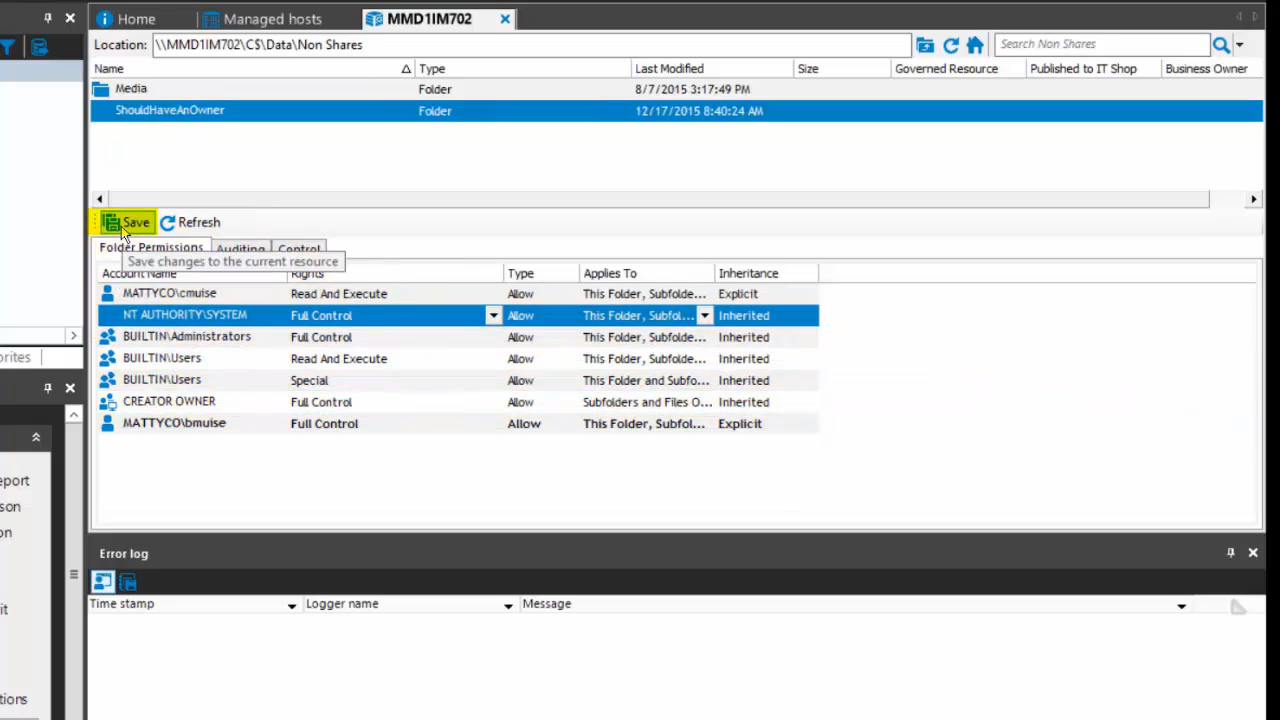 Home Managed hosts MMD1IM702
Location: \\MMD1IM702\C$\Data\Non Shares Search Non Shares
Name Type Last Modified Size Governed Resource Published to IT Shop Business Owner
Media Folder 8/7/2015 3:17:49 PM
ShouldHaveAnOwner Folder 12/17/2015 8:40:24 AM
Save Refresh
Folder Permissions Auditing Control
Save changes to the current resource
Account Name Rights Type Applies To Inheritance
MATTYCO\cmuise Read And Execute Allow This Folder, Subfolde... Explicit
NT AUTHORITY\SYSTEM Full Control Allow This Folder, Subfol... Inherited
BUILTIN\Administrators Full Control Allow This Folder, Subfolde... Inherited
BUILTIN\Users Read And Execute Allow This Folder, Subfolde... Inherited
BUILTIN\Users Special Allow This Folder and Subfo... Inherited
CREATOR OWNER Full Control Allow Subfolders and Files O... Inherited
MATTYCO\bmuise Full Control Allow This Folder, Subfol... Explicit
orites
eport
son
on
it
tions
Error log
Time stamp Logger name Message